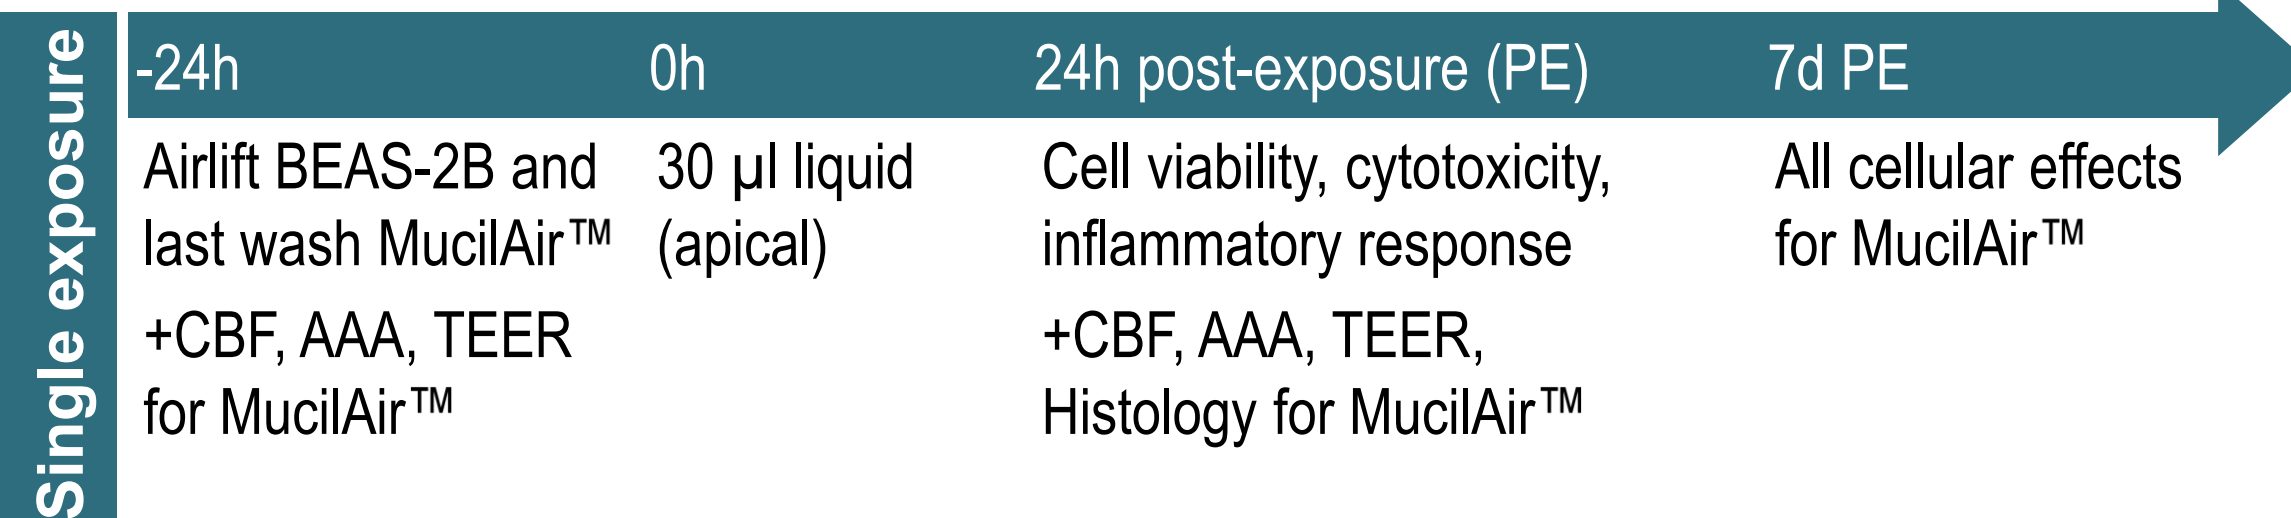 Single exposure
-24h
0h
24h post-exposure (PE)
7d PE
Airlift BEAS-2B and
last wash MucilAir™
+CBF, AAA, TEER
for MucilAir™
30 µl liquid
(apical)
Cell viability, cytotoxicity,
inflammatory response
+CBF, AAA, TEER,
Histology for MucilAir™
All cellular effects
for MucilAir™